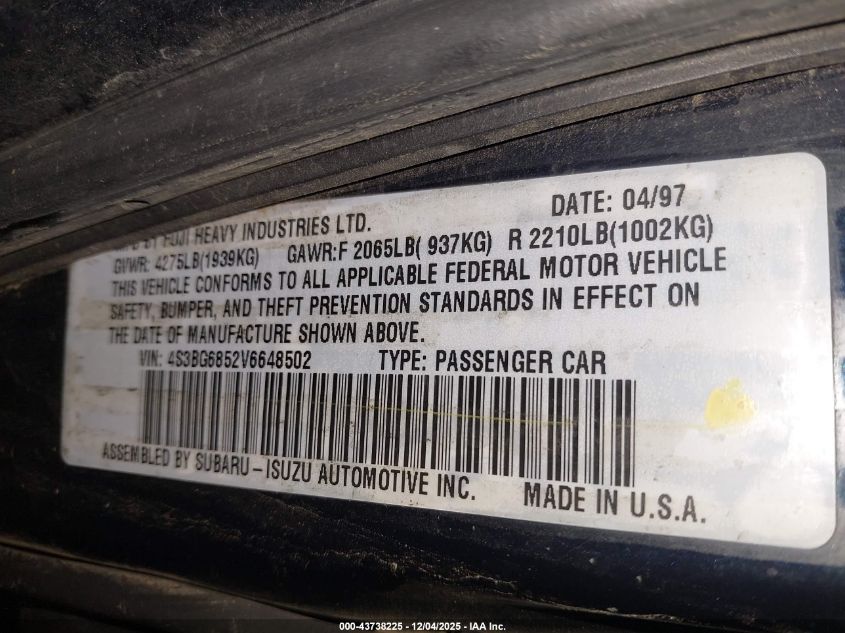 DATE: 04/97
BY FUJI HEAVY INDUSTRIES LTD.
GVWR: 4275LB(1939KG) GAWR:F 2065LB( 937KG) R 2210LB(1002KG)
THIS VEHICLE CONFORMS TO ALL APPLICABLE FEDERAL MOTOR VEHICLE
SAFETY, BUMPER, AND THEFT PREVENTION STANDARDS IN EFFECT ON
THE DATE OF MANUFACTURE SHOWN ABOVE.
VIN: 4S3BG6852V6648502 TYPE: PASSENGER CAR
ASSEMBLED BY SUBARU-ISUZU AUTOMOTIVE INC. MADE IN U.S.A.
000-43738225 - 12/04/2025 - IAA Inc.